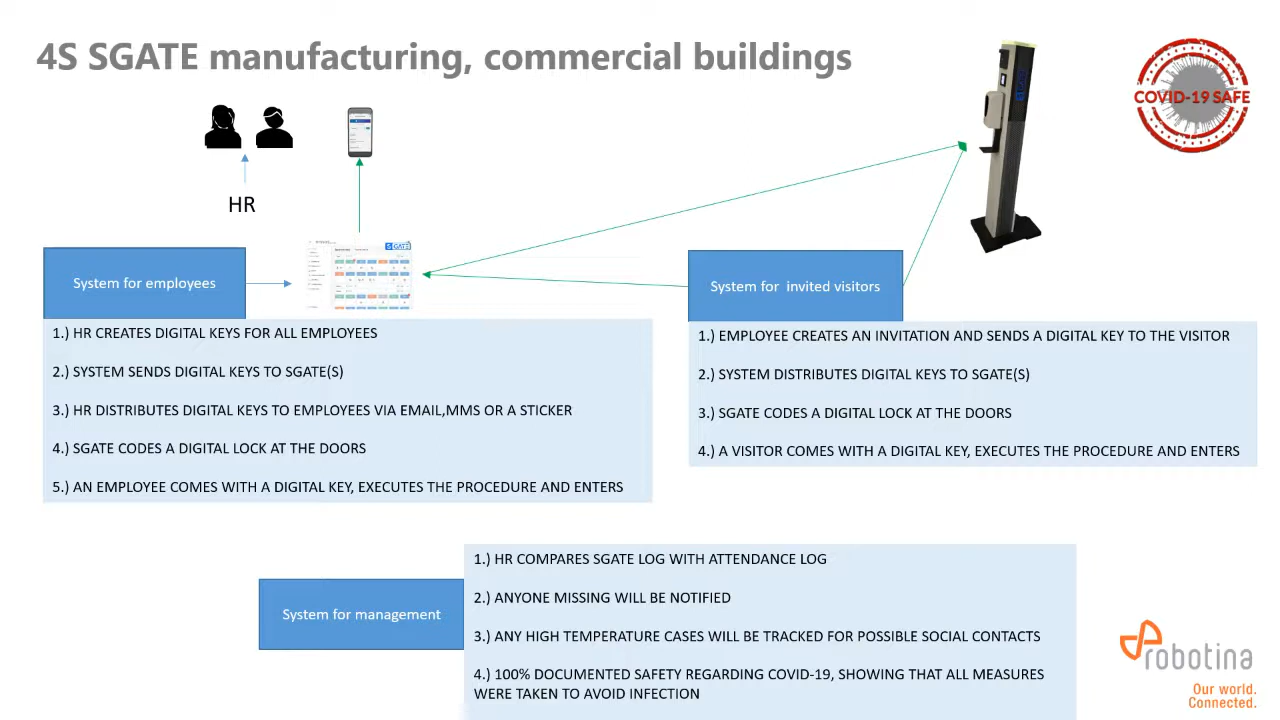 4S SGATE manufacturing, commercial buildings
COVID-19 SAFE
HR
S GATE
System for employees
1.) HR CREATES DIGITAL KEYS FOR ALL EMPLOYEES
2.) SYSTEM SENDS DIGITAL KEYS TO SGATE(S)
3.) HR DISTRIBUTES DIGITAL KEYS TO EMPLOYEES VIA EMAIL,MMS OR A STICKER
4.) SGATE CODES A DIGITAL LOCK AT THE DOORS
5.) AN EMPLOYEE COMES WITH A DIGITAL KEY, EXECUTES THE PROCEDURE AND ENTERS
System for  invited visitors
1.) EMPLOYEE CREATES AN INVITATION AND SENDS A DIGITAL KEY TO THE VISITOR
2.) SYSTEM DISTRIBUTES DIGITAL KEYS TO SGATE(S)
3.) SGATE CODES A DIGITAL LOCK AT THE DOORS
4.) A VISITOR COMES WITH A DIGITAL KEY, EXECUTES THE PROCEDURE AND ENTERS
System for management
1.) HR COMPARES SGATE LOG WITH ATTENDANCE LOG
2.) ANYONE MISSING WILL BE NOTIFIED
3.) ANY HIGH TEMPERATURE CASES WILL BE TRACKED FOR POSSIBLE SOCIAL CONTACTS
4.) 100% DOCUMENTED SAFETY REGARDING COVID-19, SHOWING THAT ALL MEASURES
WERE TAKEN TO AVOID INFECTION
robotina
Our world.
Connected.